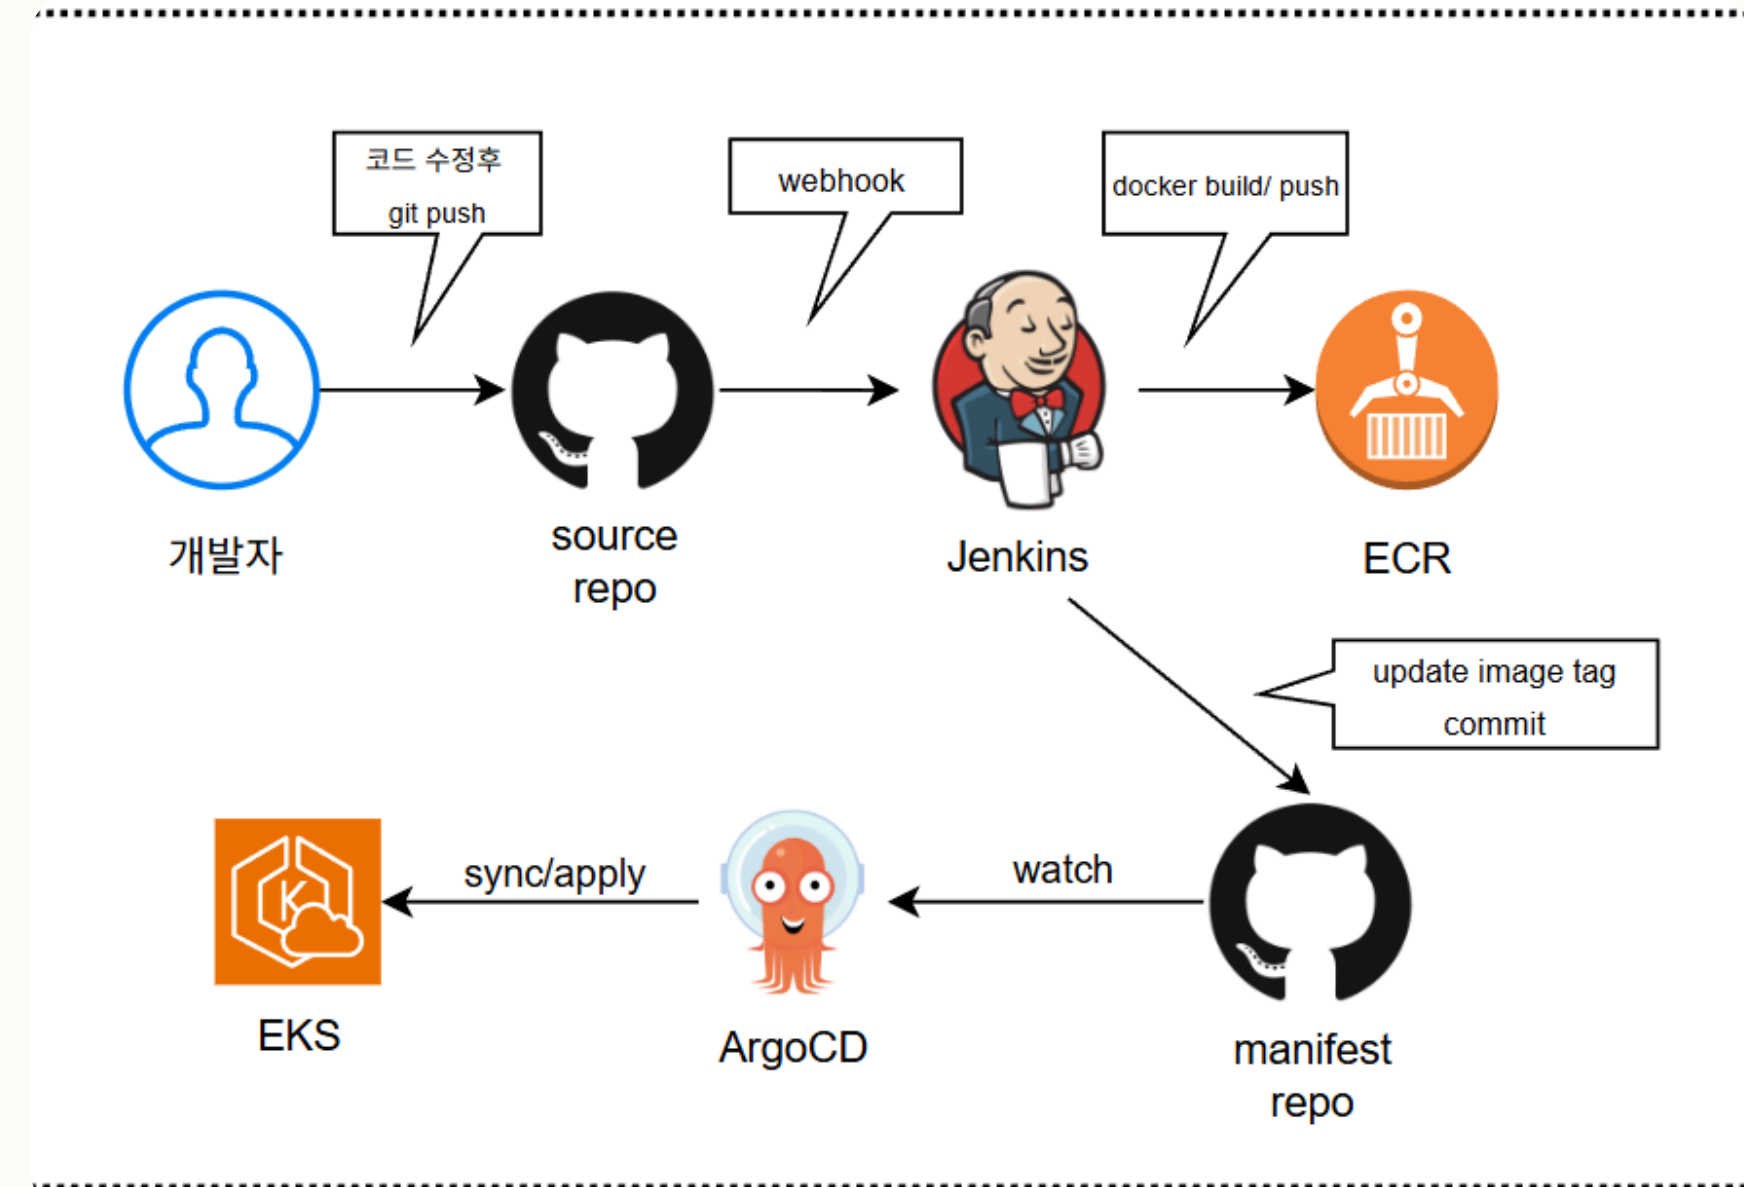 코드 수정후
git push
webhook
docker build/ push
개발자
source
repo
Jenkins
ECR
update image tag
commit
sync/apply
watch
EKS
ArgoCD
manifest
repo